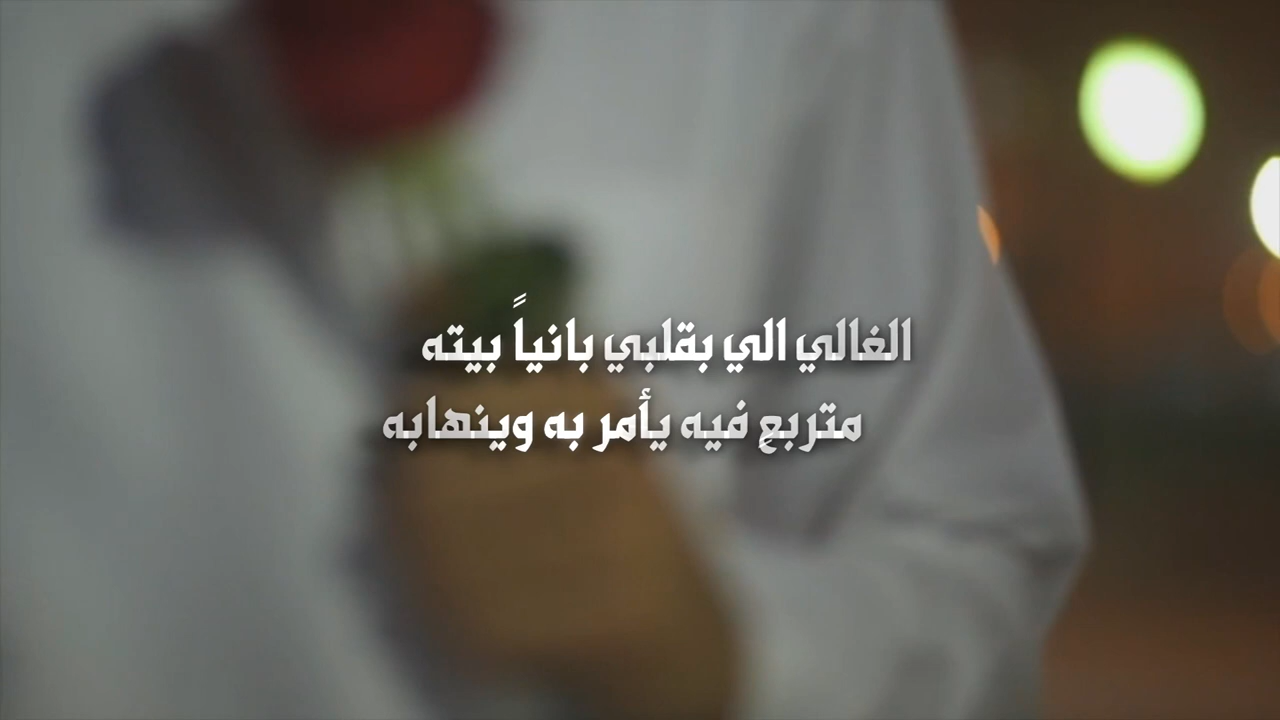 الغالي الي بقلبي بانياً بيته
متربعٍ فيه يأمر به وينهابه